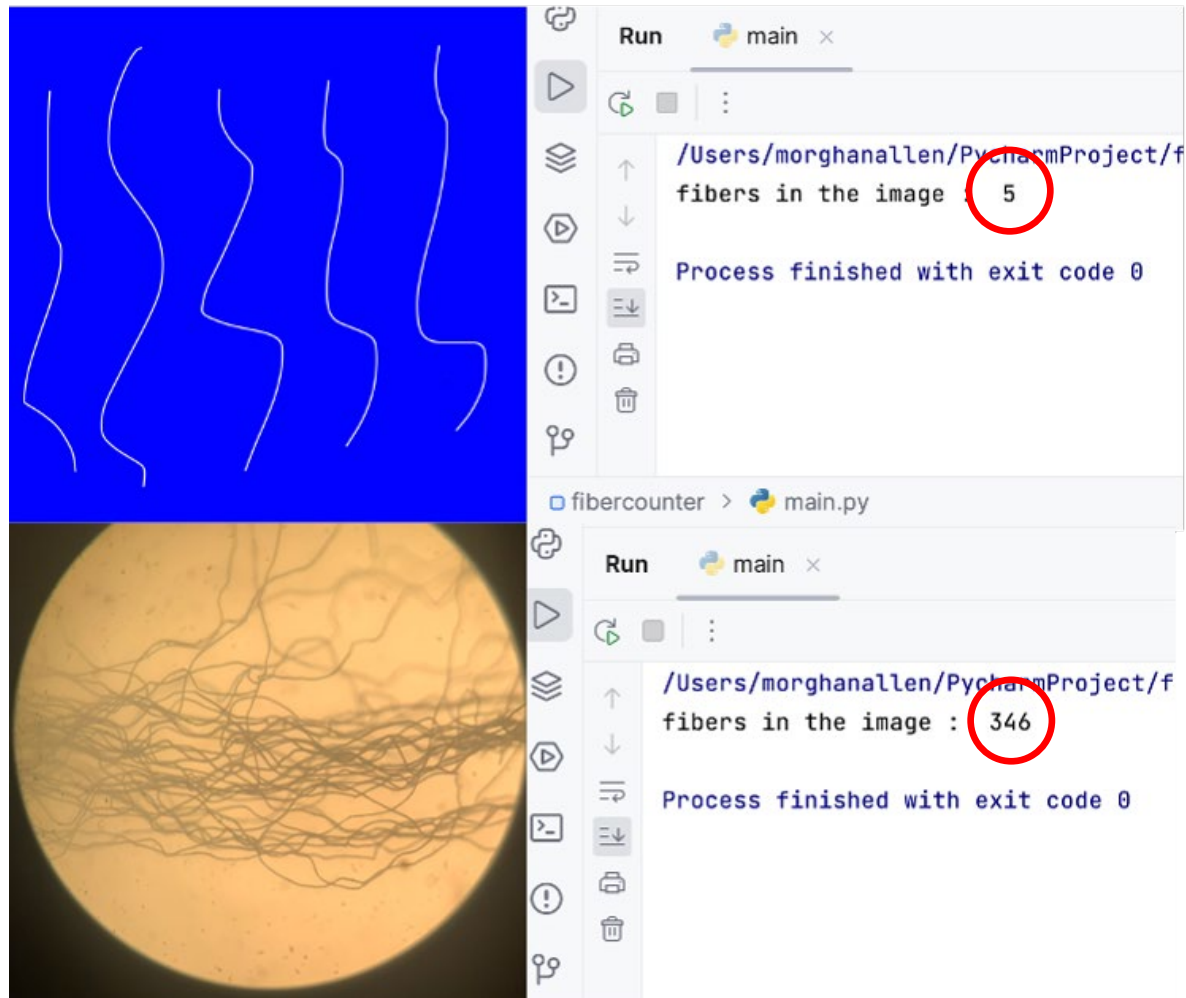 Run main
/Users/morghanallen/PycharmProject/f
fibers in the image : 5
Process finished with exit code 0
fibercounter > main.py
Run main
/Users/morghanallen/PycharmProject/f
fibers in the image : 346
Process finished with exit code 0